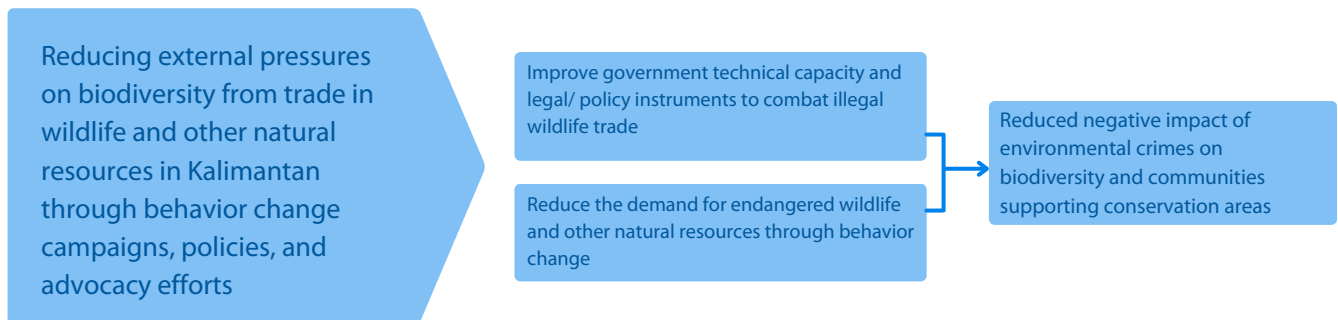 Reducing external pressures
on biodiversity from trade in
wildlife and other natural
resources in Kalimantan
through behavior change
campaigns, policies, and
advocacy efforts
Improve government technical capacity and
legal/ policy instruments to combat illegal
wildlife trade
Reduce the demand for endangered wildlife
and other natural resources through behavior
change
Reduced negative impact of
environmental crimes on
biodiversity and communities
supporting conservation areas